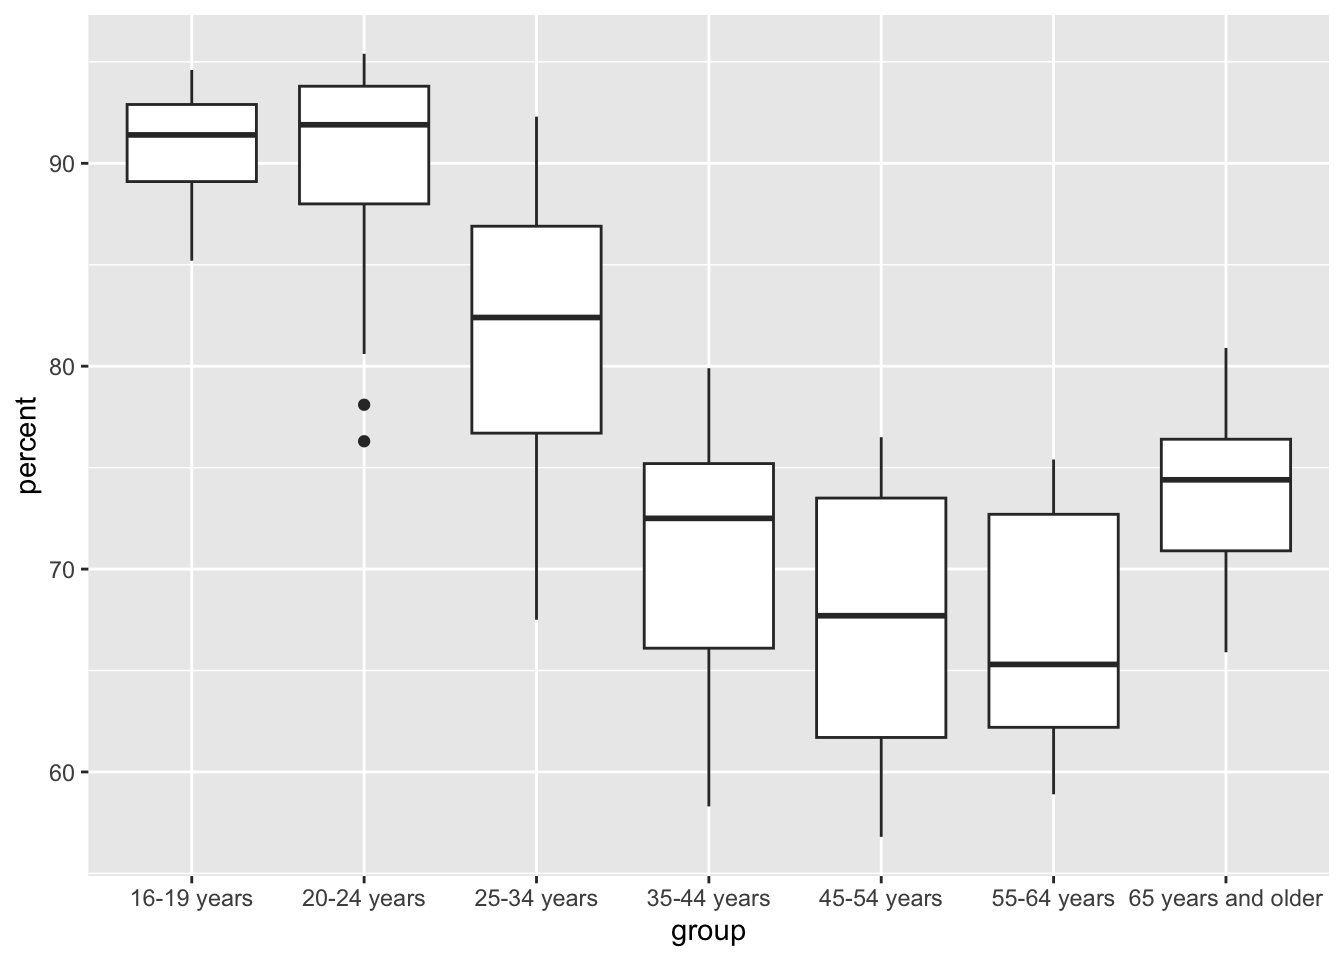 90
80
70
60
percent
16-19 years
20-24 years
25-34 years
35-44 years
45-54 years
55-64 years
65 years and older
group